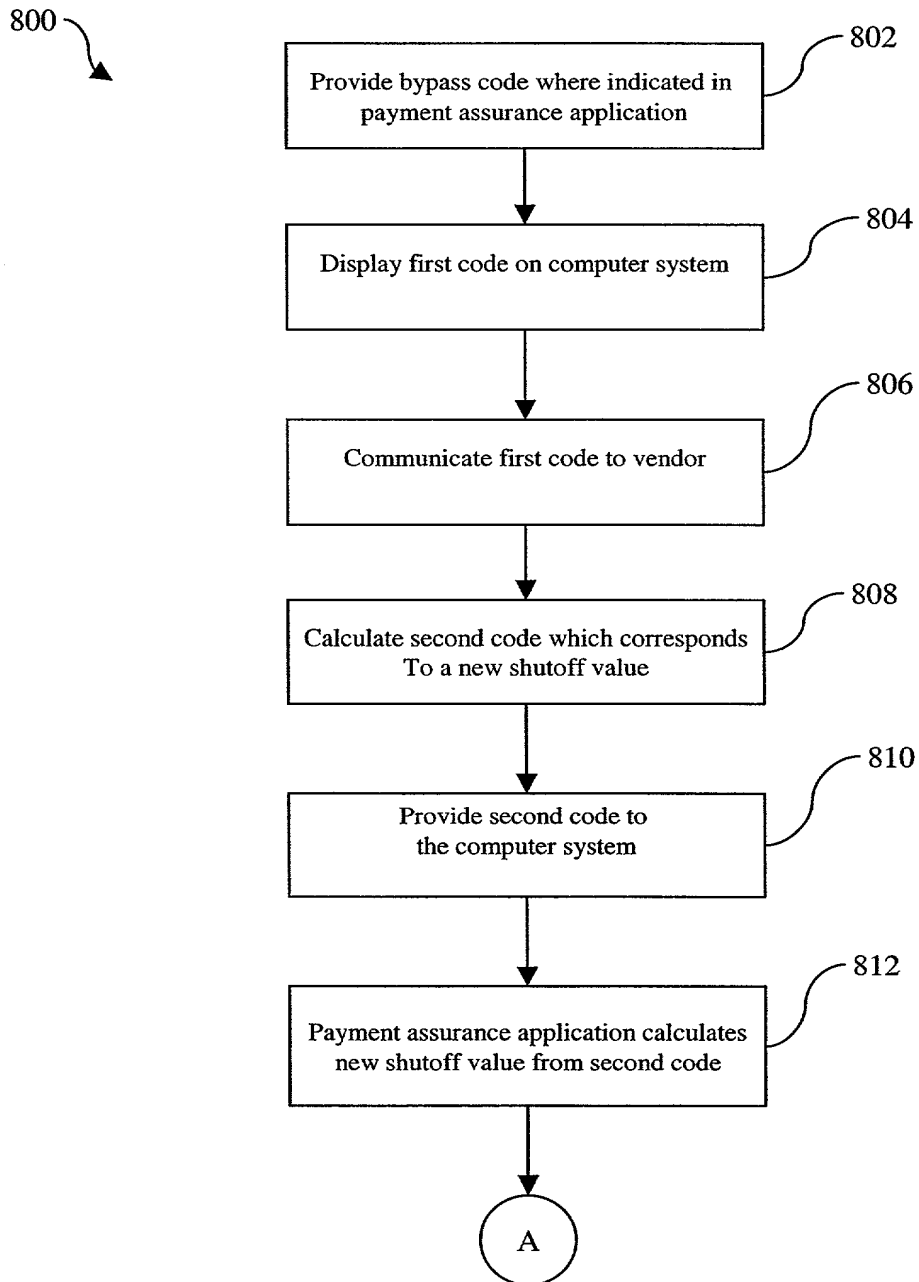 800
802
Provide bypass code where indicated in
payment assurance application
804
Display first code on computer system
806
Communicate first code to vendor
808
Calculate second code which corresponds
To a new shutoff value
810
Provide second code to
the computer system
812
Payment assurance application calculates
new shutoff value from second code
A